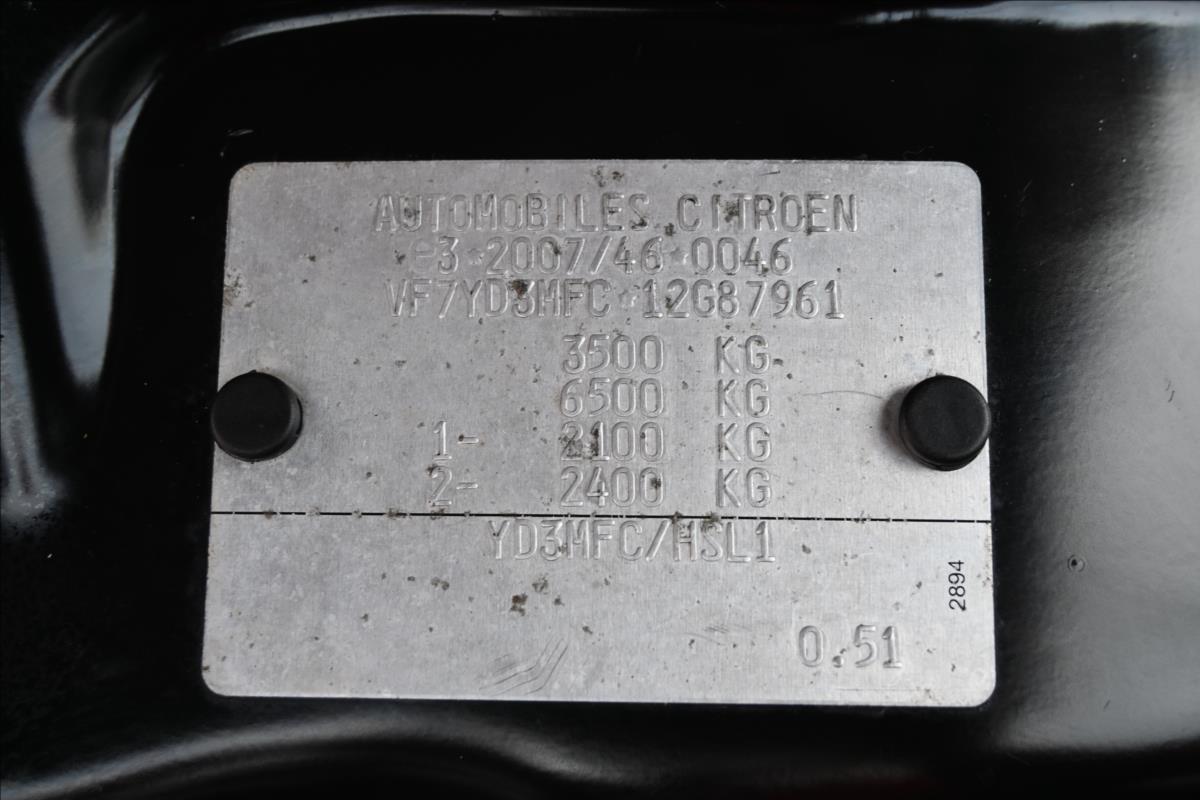 AUTOMOBILES CITROEN
e3*2007/46*0046
VF7YD3MFC*12G87961
3500 KG
6500 KG
1- 2100 KG
2- 2400 KG
YD3MFC/HSL1
2894
0.51